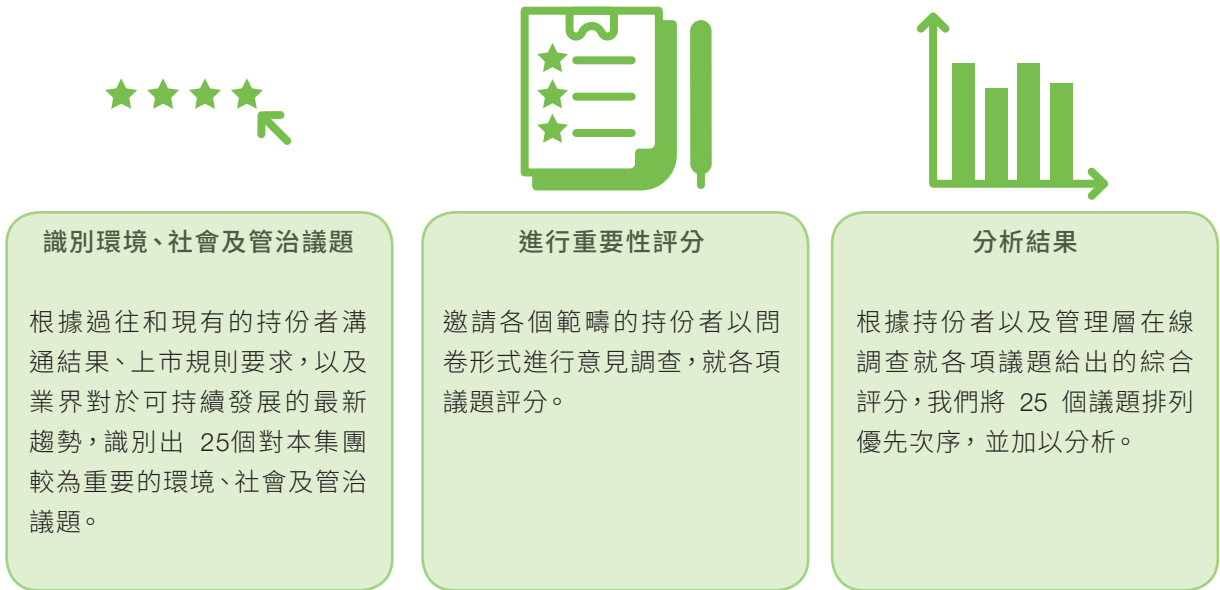 識別環境、社會及管治議題
根據過往和現有的持份者溝
通結果、上市規則要求，以及
業界對於可持續發展的最新
趨勢，識別出 25個對本集團
較為重要的環境、社會及管治
議題。
進行重要性評分
邀請各個範疇的持份者以問
卷形式進行意見調查，就各項
議題評分。
分析結果
根據持份者以及管理層在線
調查就各項議題給出的綜合
評分，我們將 25 個議題排列
優先次序，並加以分析。